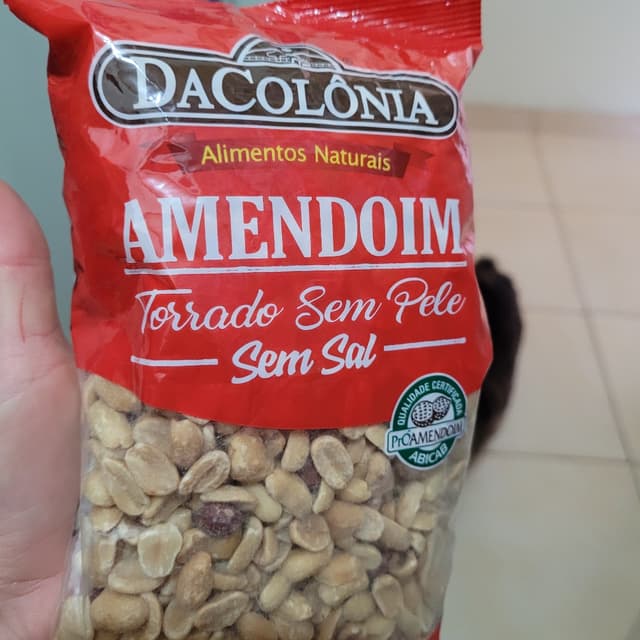 DACOLÔNIA
Alimentos Naturais
AMENDOIM
Torrado Sem Pele
Sem Sal
QUALIDADE CERTIFICADA
PRÓAMENDOIM
ABICAB